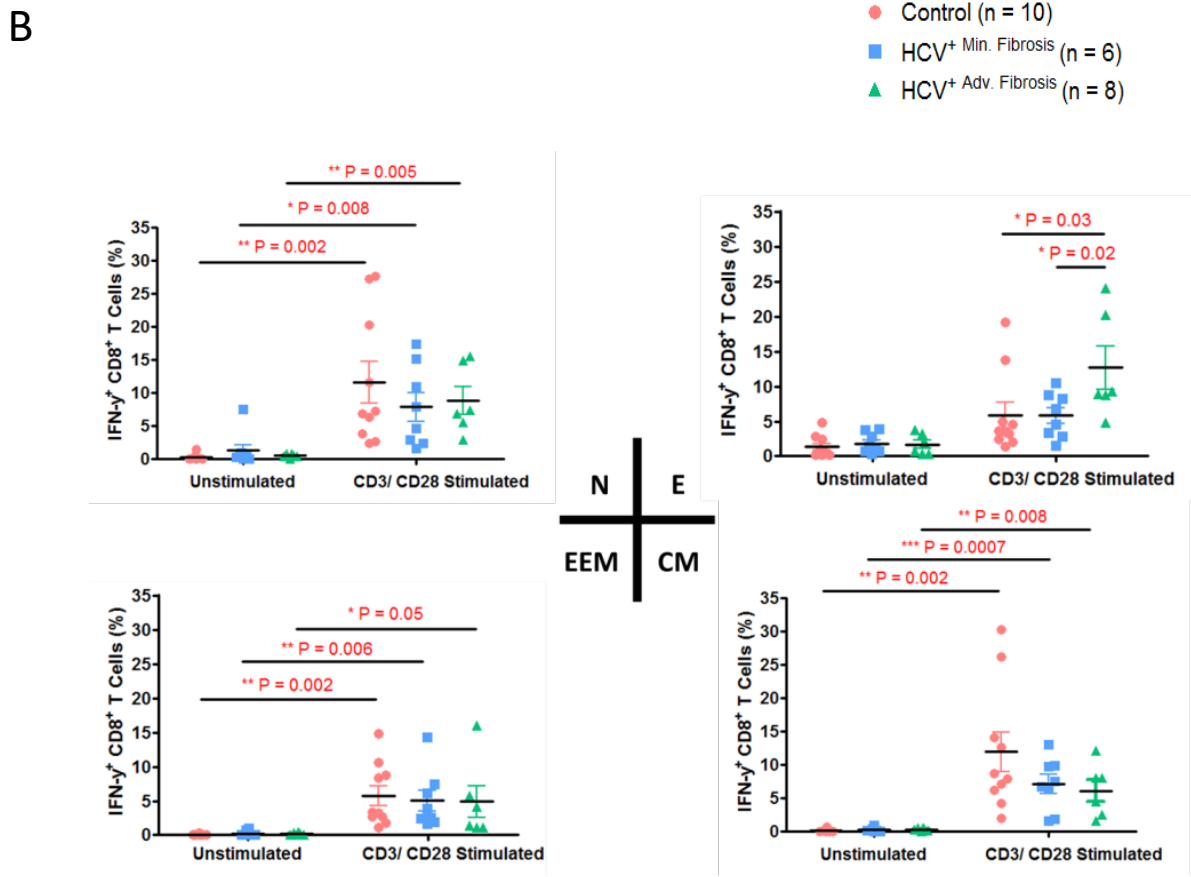 B
Control (n = 10)
HCV+ Min. Fibrosis (n = 6)
HCV+ Adv. Fibrosis (n = 8)
** P = 0.005
* P = 0.008
** P = 0.002
IFN-y+ CD8+ T Cells (%)
35
30
25
20
15
10
5
0
Unstimulated CD3/ CD28 Stimulated
* P = 0.03
* P = 0.02
IFN-y+ CD8+ T Cells (%)
35
30
25
20
15
10
5
0
Unstimulated CD3/ CD28 Stimulated
N E
EEM CM
* P = 0.05
** P = 0.006
** P = 0.002
IFN-y+ CD8+ T Cells (%)
35
30
25
20
15
10
5
0
Unstimulated CD3/ CD28 Stimulated
** P = 0.008
*** P = 0.0007
** P = 0.002
IFN-y+ CD8+ T Cells (%)
35
30
25
20
15
10
5
0
Unstimulated CD3/ CD28 Stimulated